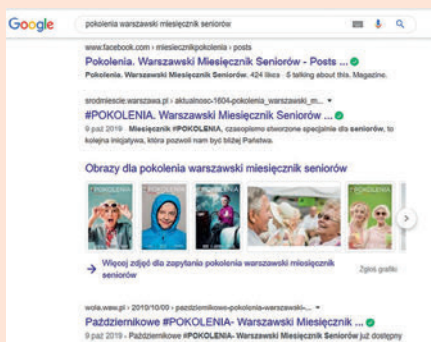 Google
pokolenia warszawski miesięcznik seniorów
www.facebook.com › miesiecznikpokolenia › posts
Pokolenia. Warszawski Miesięcznik Seniorów - Posts ...
Pokolenia. Warszawski Miesięcznik Seniorów. 424 likes · 5 talking about this. Magazine.
srodmiescie.warszawa.pl › aktualnosc-1604-pokolenia_warszawski_m...
#POKOLENIA. Warszawski Miesięcznik Seniorów ...
9 paź 2019 - Miesięcznik #POKOLENIA, czasopismo stworzone specjalnie dla seniorów, to
kolejna inicjatywa, która pozwoli nam być bliżej Państwa.
Obrazy dla pokolenia warszawski miesięcznik seniorów
POKOLENIA
POKOLENIA
POKOLENIA
POKOLENIA
Więcej zdjęć dla zapytania pokolenia warszawski miesięcznik
seniorów
Zgłoś grafiki
wola.waw.pl › 2019/10/09 › pazdziernikowe-pokolenia-warszawski-...
Październikowe #POKOLENIA- Warszawski Miesięcznik ...
9 paź 2019 - Październikowe #POKOLENIA- Warszawski Miesięcznik Seniorów już dostępny